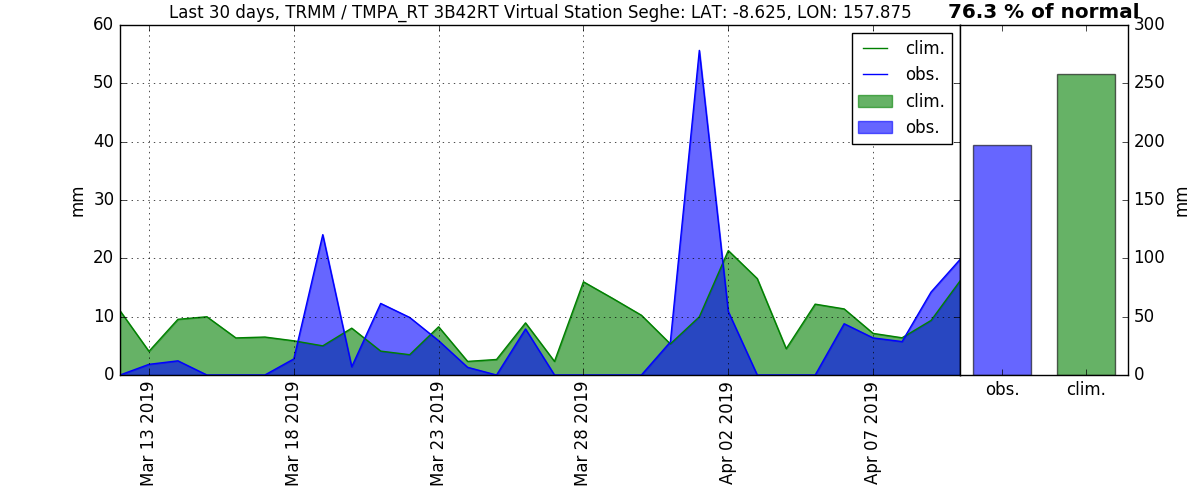 Last 30 days, TRMM / TMPA_RT 3B42RT Virtual Station Seghe: LAT: -8.625, LON: 157.875
76.3 % of normal
60
50
40
30
20
10
0
mm
clim.
obs.
clim.
obs.
Mar 13 2019
Mar 18 2019
Mar 23 2019
Mar 28 2019
Apr 02 2019
Apr 07 2019
300
250
200
150
100
50
0
mm
obs.
clim.